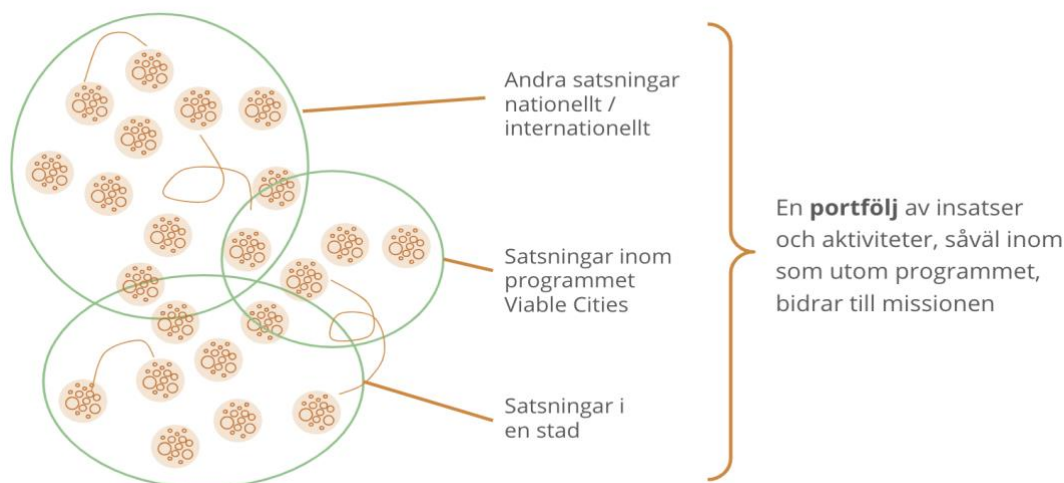 Andra satsningar
nationellt /
internationellt
Satsningar inom
programmet
Viable Cities
Satsningar i
en stad
En portfölj av insatser
och aktiviteter, såväl inom
som utom programmet,
bidrar till missionen